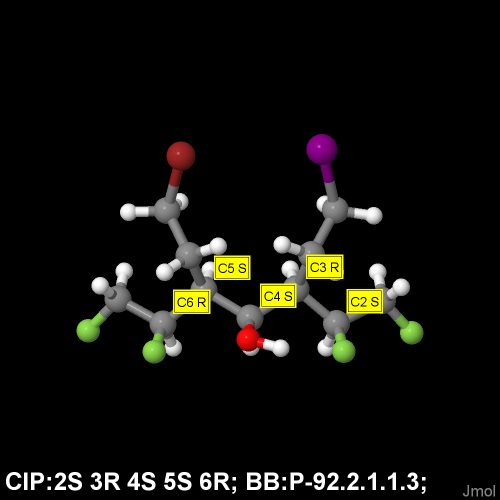 C5 S
C3 R
C6 R
C4 S
C2 S
CIP:2S 3R 4S 5S 6R; BB:P-92.2.1.1.3;
Jmol